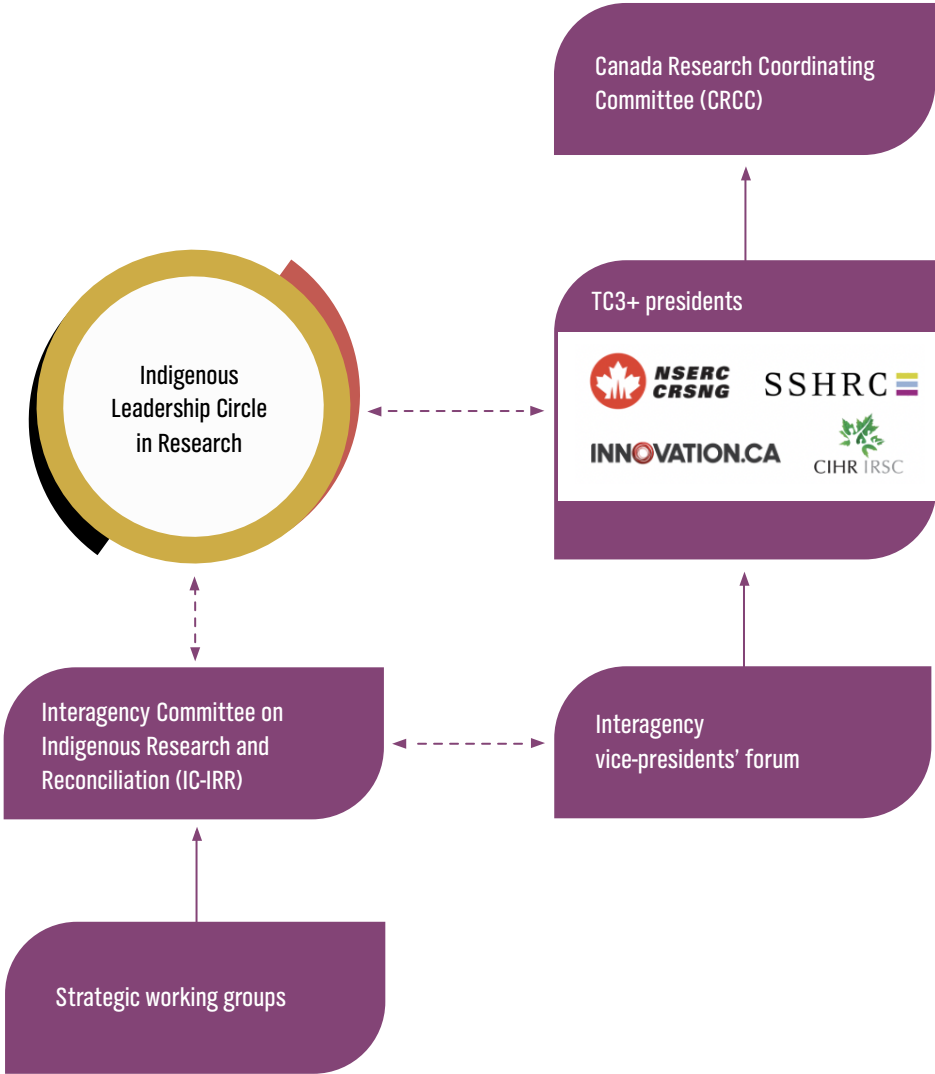 Canada Research Coordinating
Committee (CRCC)
TC3+ presidents
NSERC
CRSNG
SSHRC
INNOVATION.CA
CIHR IRSC
Indigenous
Leadership Circle
in Research
Interagency Committee on
Indigenous Research and
Reconciliation (IC-IRR)
Interagency
vice-presidents’ forum
Strategic working groups